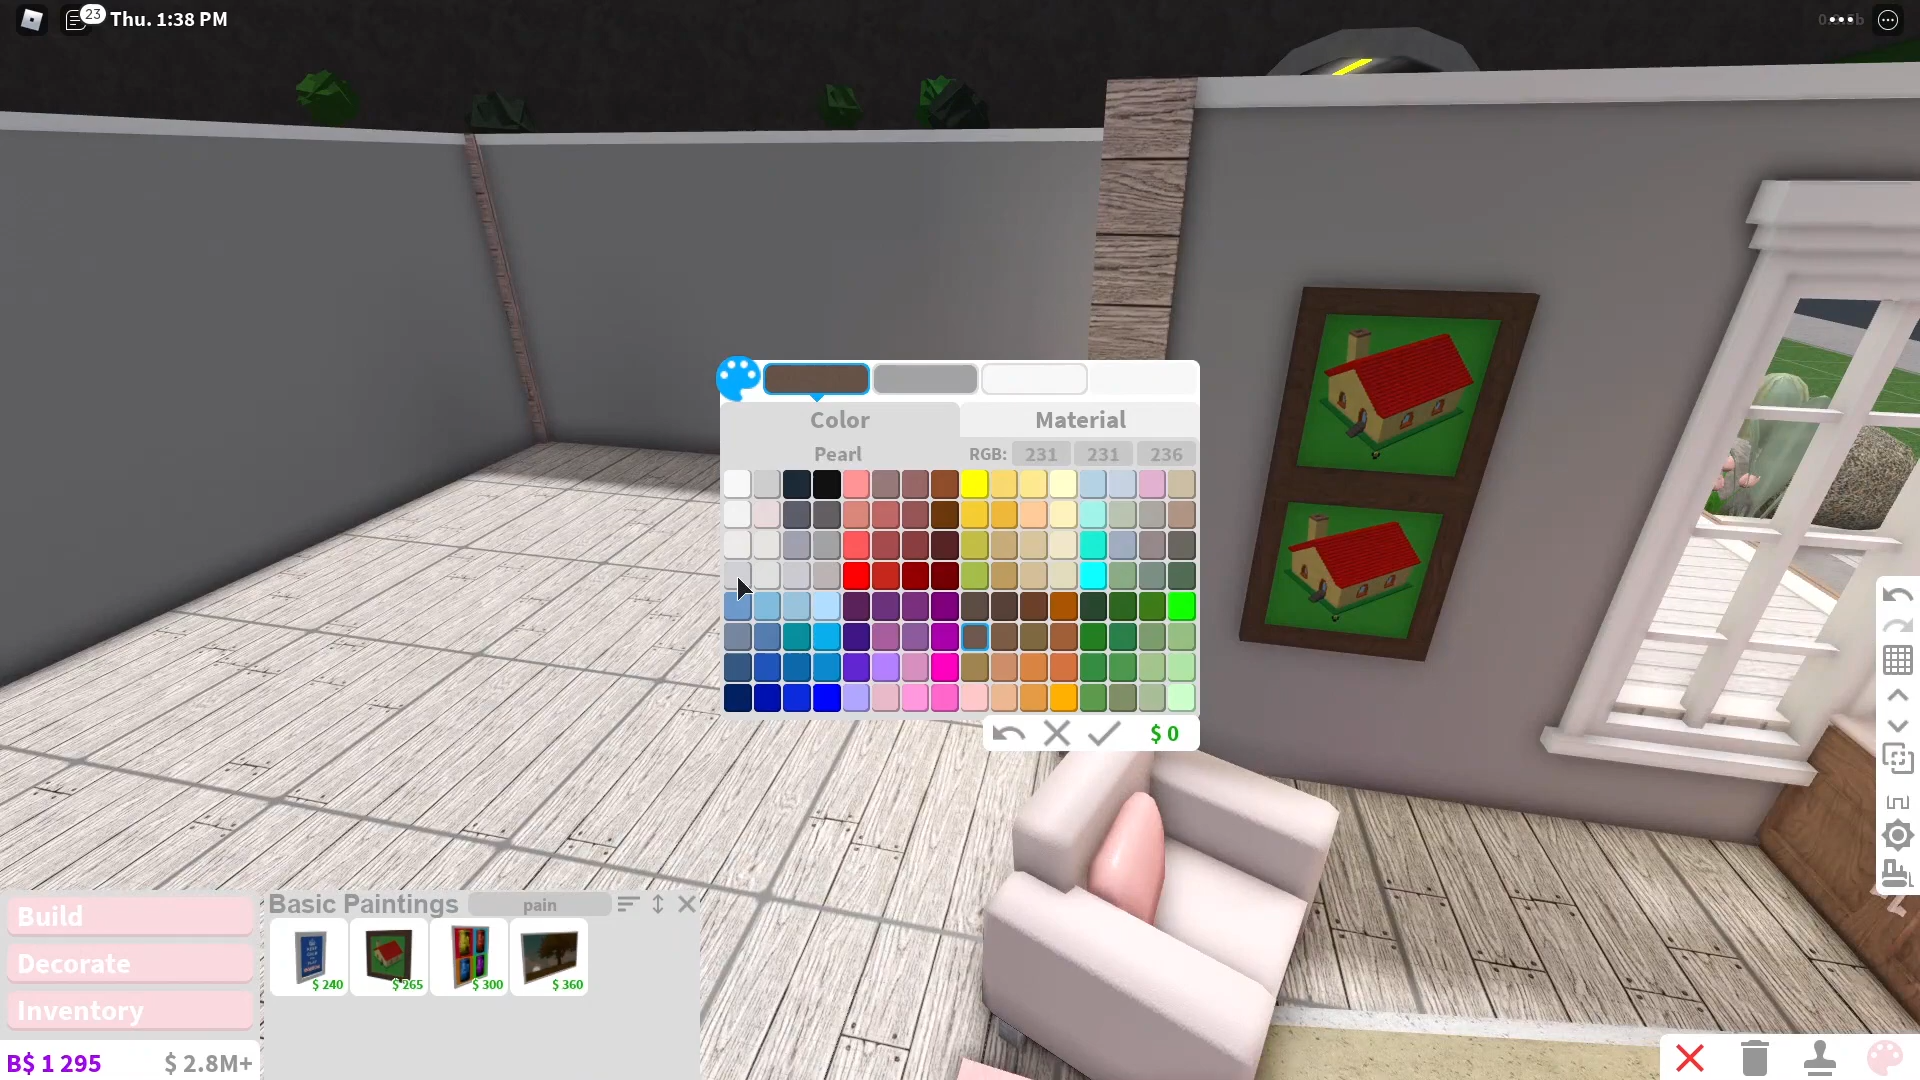 23
Thu. 1:38 PM
Color
Material
Pearl
RGB: 231 231 236
$ 0
Build
Decorate
Inventory
B$ 1 295
$ 2.8M+
Basic Paintings
pain
$ 240
$ 265
$ 300
$ 360